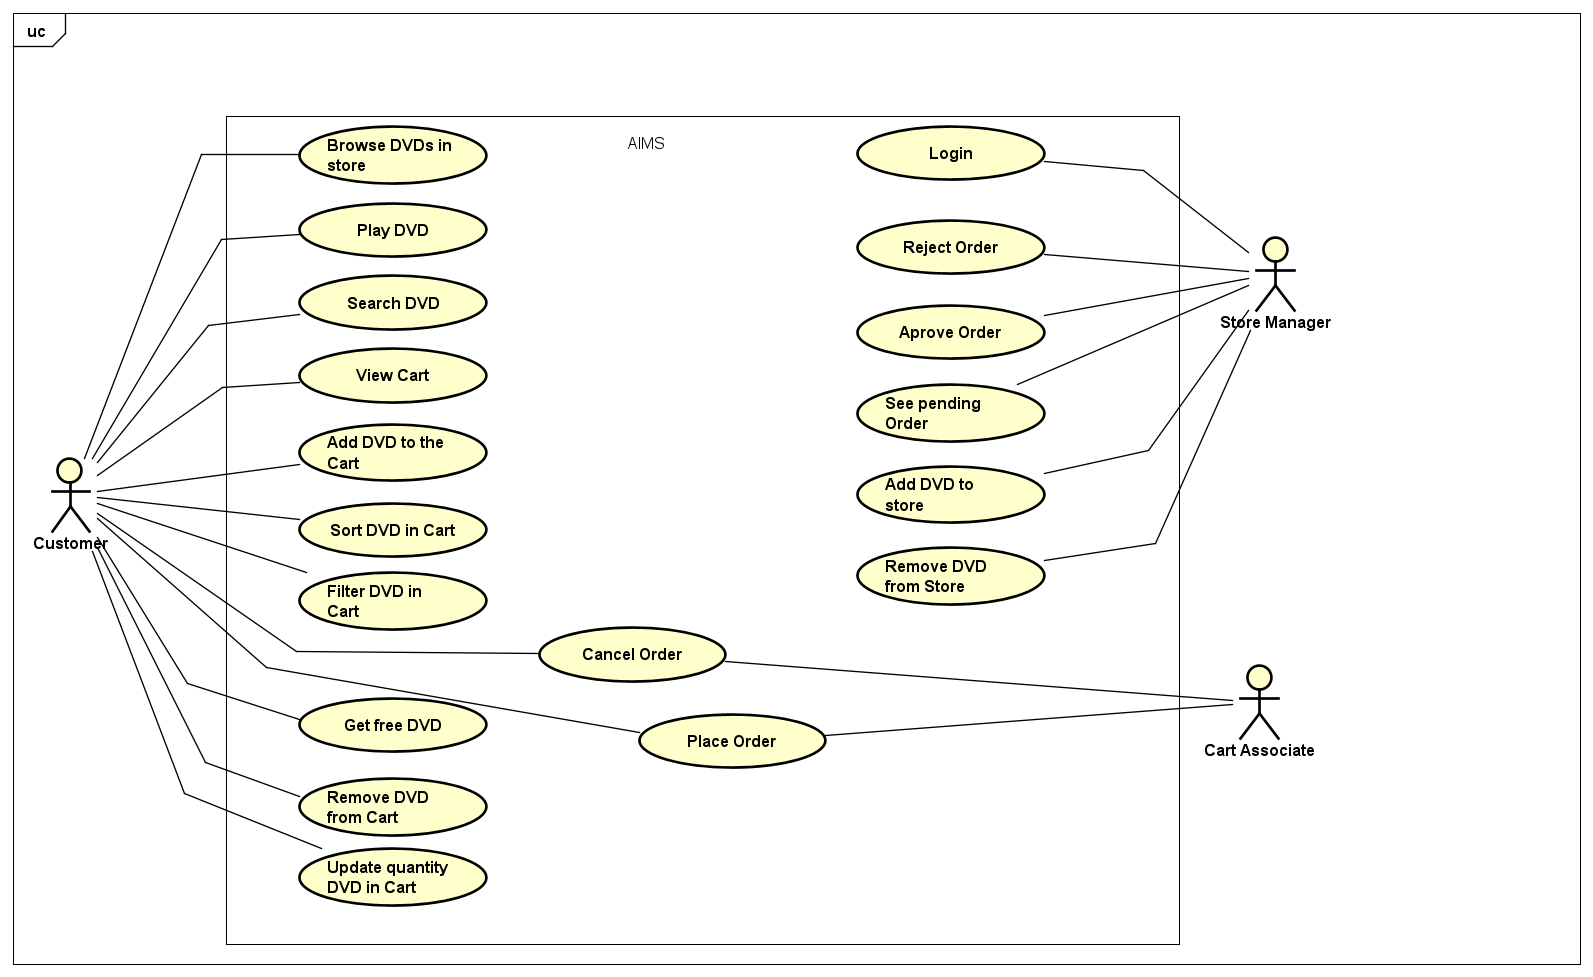 uc
AIMS
Browse DVDs in
store
Play DVD
Search DVD
View Cart
Add DVD to the
Cart
Sort DVD in Cart
Filter DVD in
Cart
Cancel Order
Get free DVD
Place Order
Remove DVD
from Cart
Update quantity
DVD in Cart
Login
Reject Order
Aprove Order
See pending
Order
Add DVD to
store
Remove DVD
from Store
Customer
Store Manager
Cart Associate